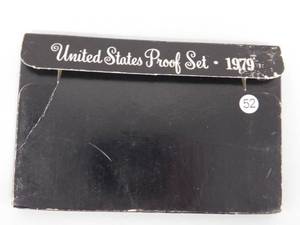 United States Proof Set • 1979
52